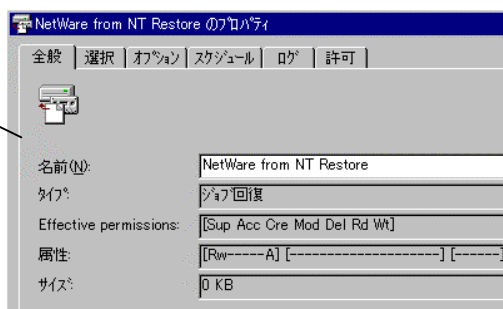 NetWare from NT Restore のﾌﾟﾛﾊﾟﾃｨ
全般 選択 ｵﾌﾟｼｮﾝ ｽｹｼﾞｭｰﾙ ﾛｸﾞ 許可
名前(N): NetWare from NT Restore
ﾀｲﾌﾟ: ｼﾞｮﾌﾞ回復
Effective permissions: [Sup Acc Cre Mod Del Rd Wt]
属性: [Rw-----A] [--------------------] [------]
ｻｲｽﾞ: 0 KB